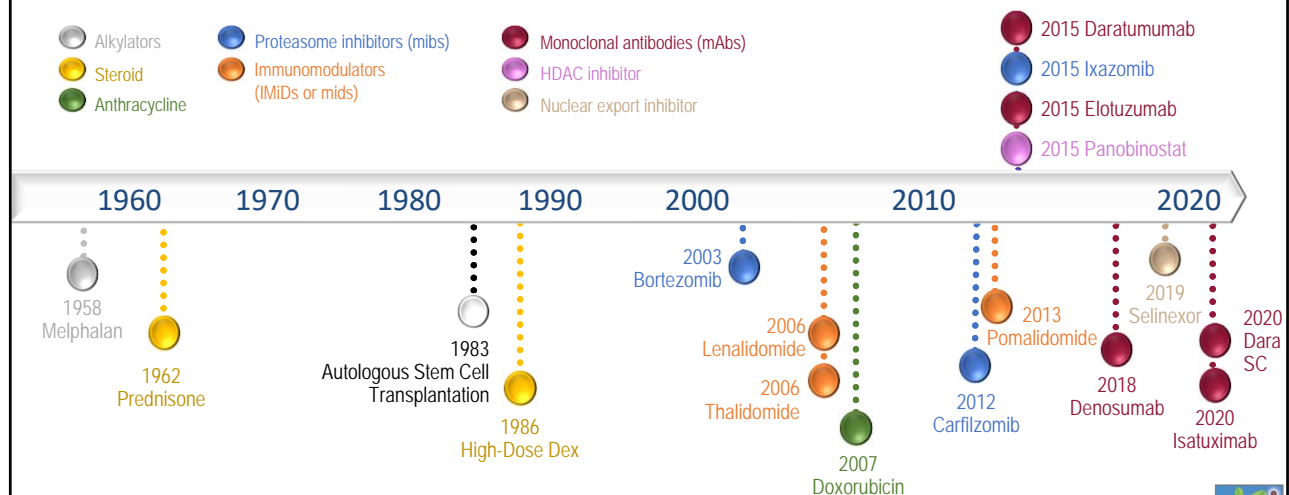 Alkylators
Steroid
Anthracycline
Proteasome inhibitors (mibs)
Immunomodulators
(IMiDs or mids)
Monoclonal antibodies (mAbs)
HDAC inhibitor
Nuclear export inhibitor
2015 Daratumumab
2015 Ixazomib
2015 Elotuzumab
2015 Panobinostat
1960
1970
1980
1990
2000
2010
2020
1958
Melphalan
1962
Prednisone
1983
Autologous Stem Cell
Transplantation
1986
High-Dose Dex
2003
Bortezomib
2006
Lenalidomide
2006
Thalidomide
2007
Doxorubicin
2012
Carfilzomib
2013
Pomalidomide
2018
Denosumab
2019
Selinexor
2020
Dara
SC
2020
Isatuximab